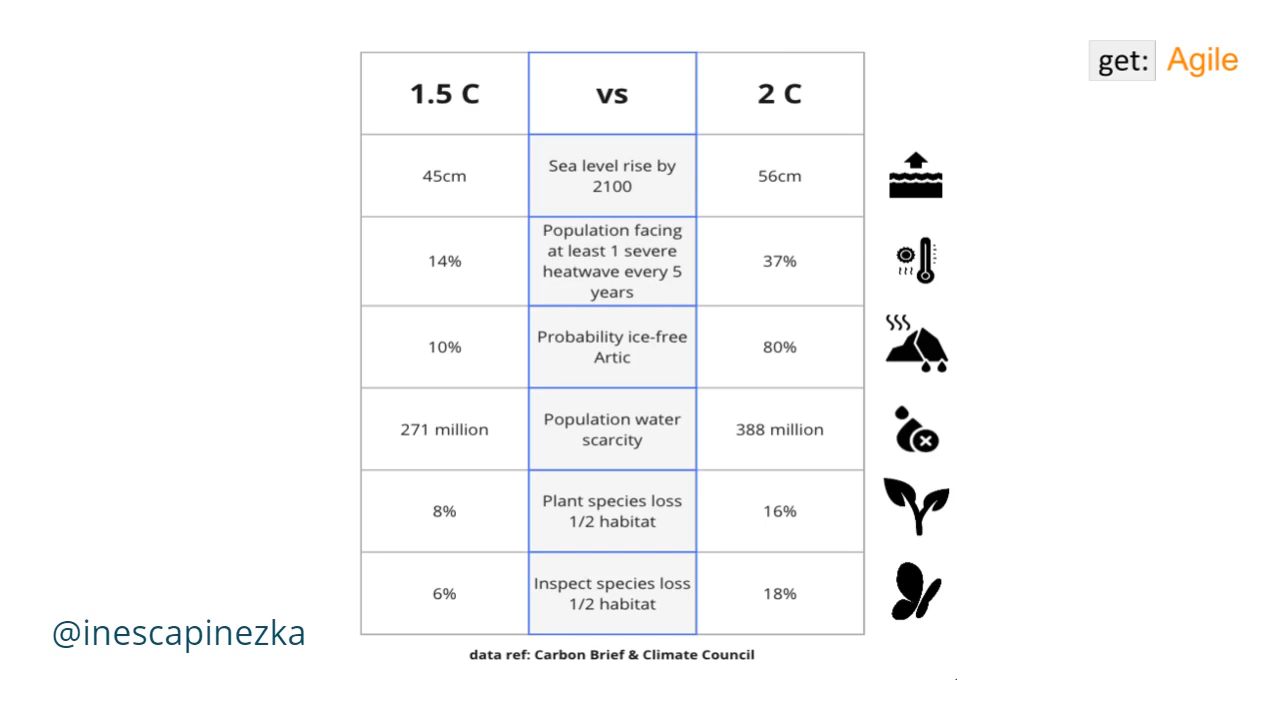 get: Agile
1.5 C vs 2 C
45cm
Sea level rise by
2100
56cm
14%
Population facing
at least 1 severe
heatwave every 5
years
37%
10%
Probability ice-free
Artic
80%
271 million
Population water
scarcity
388 million
8%
Plant species loss
1/2 habitat
16%
6%
Inspect species loss
1/2 habitat
18%
@inescapinezka
data ref: Carbon Brief & Climate Council